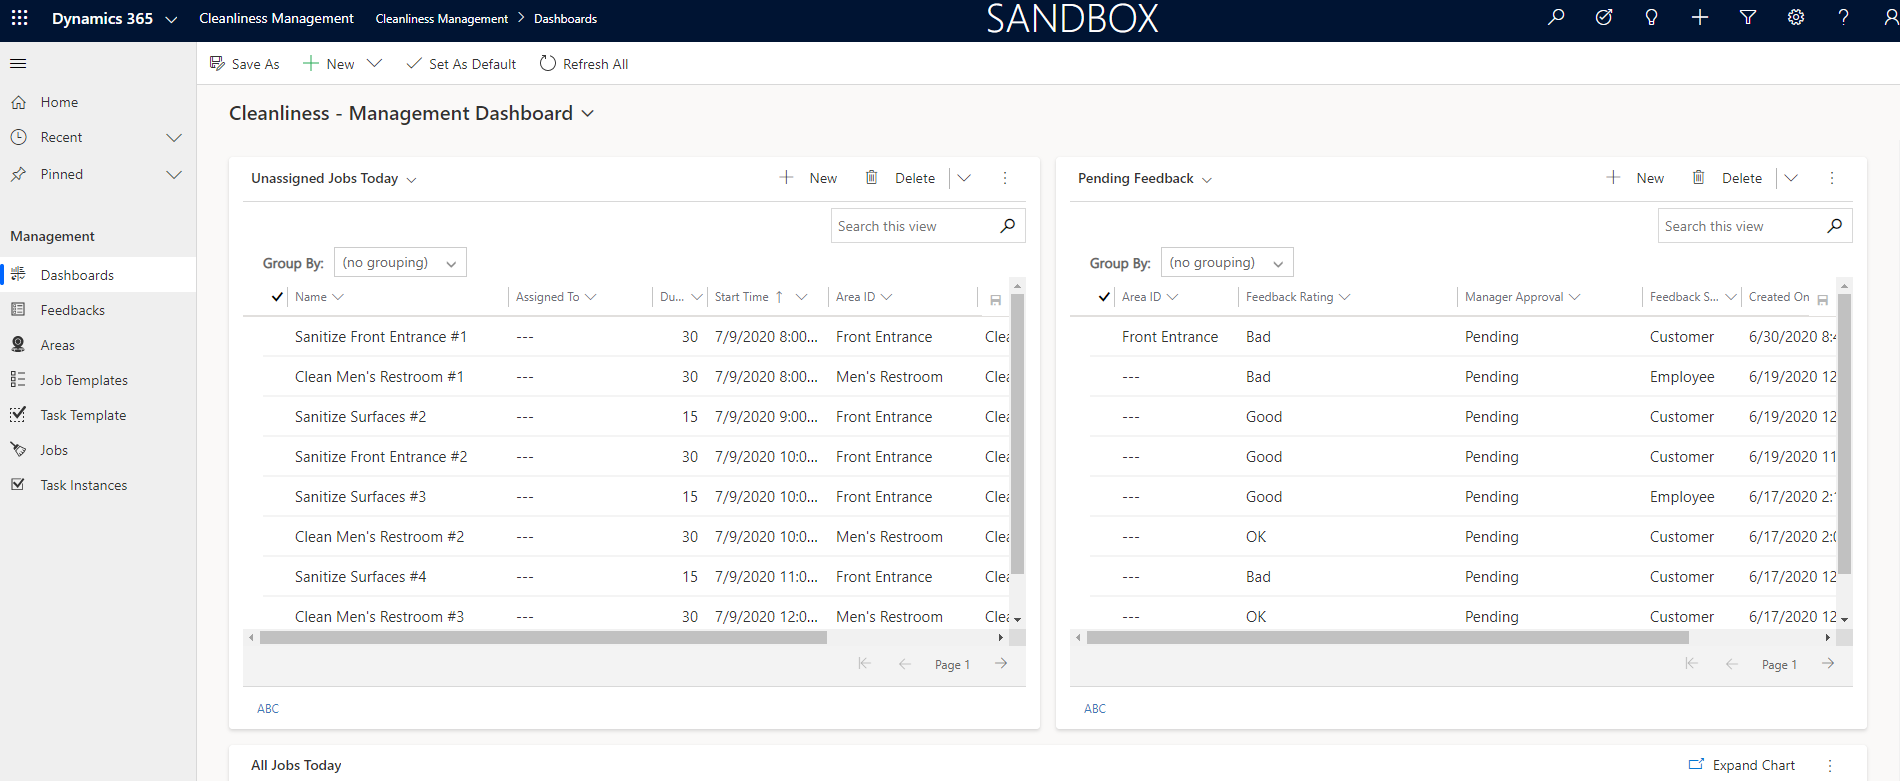 Dynamics 365 Cleanliness Management Cleanliness Management > Dashboards SANDBOX
Save As New Set As Default Refresh All
Home
Recent
Pinned
Management
Dashboards
Feedbacks
Areas
Job Templates
Task Template
Jobs
Task Instances
Cleanliness - Management Dashboard
Unassigned Jobs Today New Delete
Search this view
Group By: (no grouping)
Name Assigned To Du... Start Time ↑ Area ID
Sanitize Front Entrance #1 --- 30 7/9/2020 8:00... Front Entrance Clea
Clean Men's Restroom #1 --- 30 7/9/2020 8:00... Men's Restroom Clea
Sanitize Surfaces #2 --- 15 7/9/2020 9:00... Front Entrance Clea
Sanitize Front Entrance #2 --- 30 7/9/2020 10:0... Front Entrance Clea
Sanitize Surfaces #3 --- 15 7/9/2020 10:0... Front Entrance Clea
Clean Men's Restroom #2 --- 30 7/9/2020 10:0... Men's Restroom Clea
Sanitize Surfaces #4 --- 15 7/9/2020 11:0... Front Entrance Clea
Clean Men's Restroom #3 --- 30 7/9/2020 12:0... Men's Restroom Clea
Page 1
ABC
Pending Feedback New Delete
Search this view
Group By: (no grouping)
Area ID Feedback Rating Manager Approval Feedback S... Created On
Front Entrance Bad Pending Customer 6/30/2020 8:4
--- Bad Pending Employee 6/19/2020 12
--- Good Pending Customer 6/19/2020 12
--- Good Pending Customer 6/19/2020 11
--- Good Pending Employee 6/17/2020 2:1
--- OK Pending Customer 6/17/2020 2:0
--- Bad Pending Customer 6/17/2020 12
--- OK Pending Customer 6/17/2020 12
Page 1
ABC
All Jobs Today Expand Chart